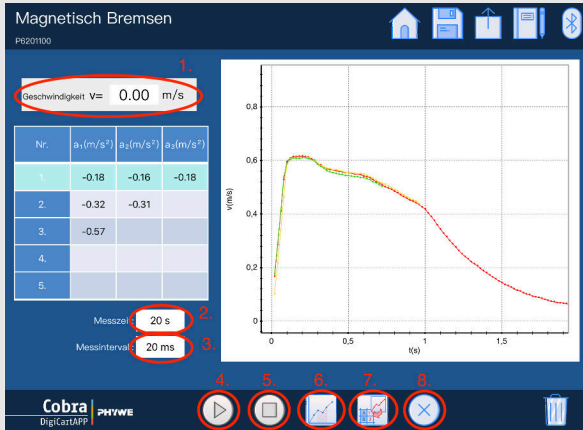 Magnetisch Bremsen
P6201100
1.
Geschwindigkeit v= 0.00 m/s
Nr. a₁(m/s²) a₂(m/s²) a₃(m/s²)
1. -0.18 -0.16 -0.18
2. -0.32 -0.31
3. -0.57
4.
5.
2.
Messzeit: 20 s
3.
Messinterval: 20 ms
0,8
0,6
0,4
0,2
0
v(m/s)
0 0,5 1 1,5
t(s)
4. 5. 6. 7. 8.
Cobra PHYWE
DigiCartAPP